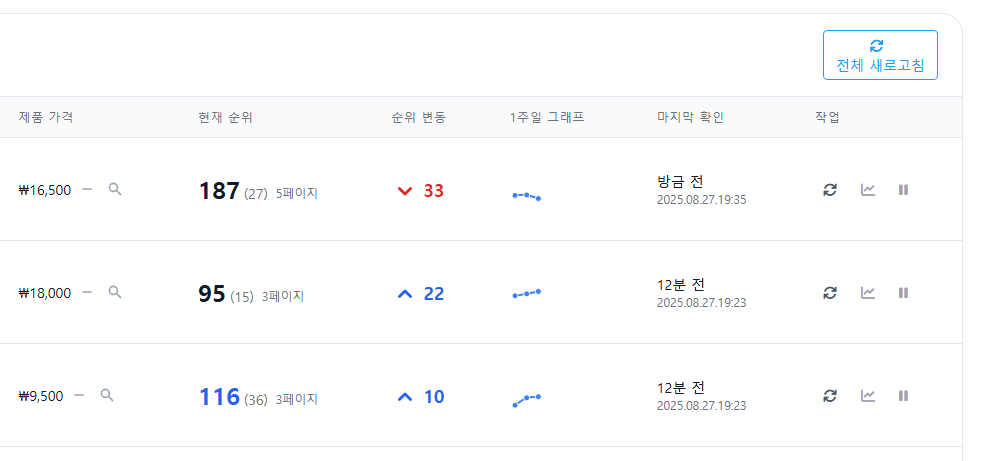 전체 새로고침
제품 가격 현재 순위 순위 변동 1주일 그래프 마지막 확인 작업
₩16,500 187 (27) 5페이지 33 방금 전
2025.08.27.19:35
₩18,000 95 (15) 3페이지 22 12분 전
2025.08.27.19:23
₩9,500 116 (36) 3페이지 10 12분 전
2025.08.27.19:23